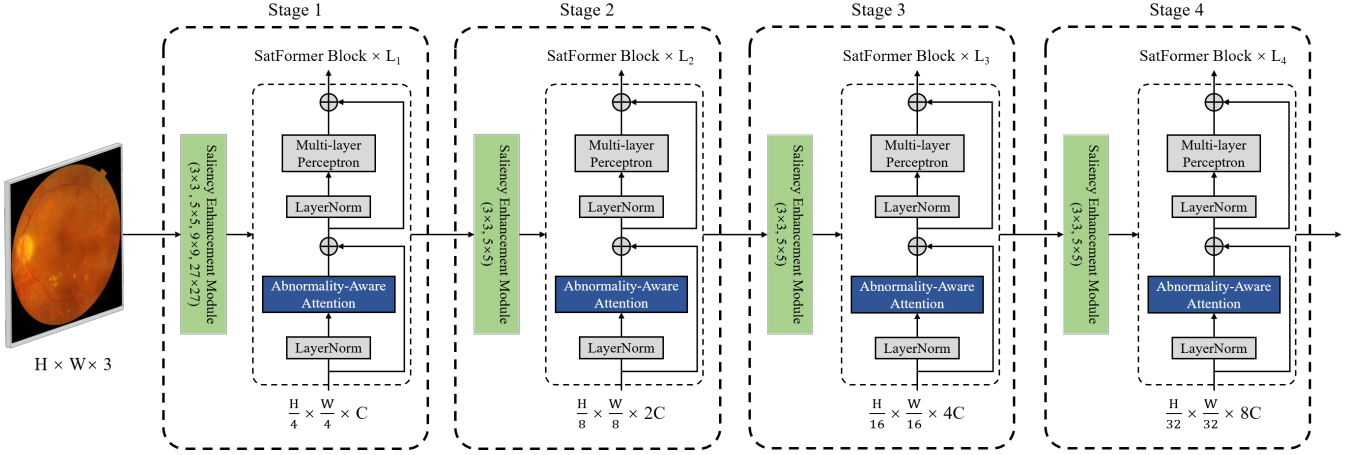 Stage 1
Stage 2
Stage 3
Stage 4
SatFormer Block × L₁
SatFormer Block × L₂
SatFormer Block × L₃
SatFormer Block × L₄
H × W × 3
Saliency Enhancement Module
(3×3 , 5×5, 9×9, 27×27)
Multi-layer
Perceptron
LayerNorm
Abnormality-Aware
Attention
LayerNorm
H/4 × W/4 × C
Saliency Enhancement Module
(3×3, 5×5)
Multi-layer
Perceptron
LayerNorm
Abnormality-Aware
Attention
LayerNorm
H/8 × W/8 × 2C
Saliency Enhancement Module
(3×3, 5×5)
Multi-layer
Perceptron
LayerNorm
Abnormality-Aware
Attention
LayerNorm
H/16 × W/16 × 4C
Saliency Enhancement Module
(3×3, 5×5)
Multi-layer
Perceptron
LayerNorm
Abnormality-Aware
Attention
LayerNorm
H/32 × W/32 × 8C